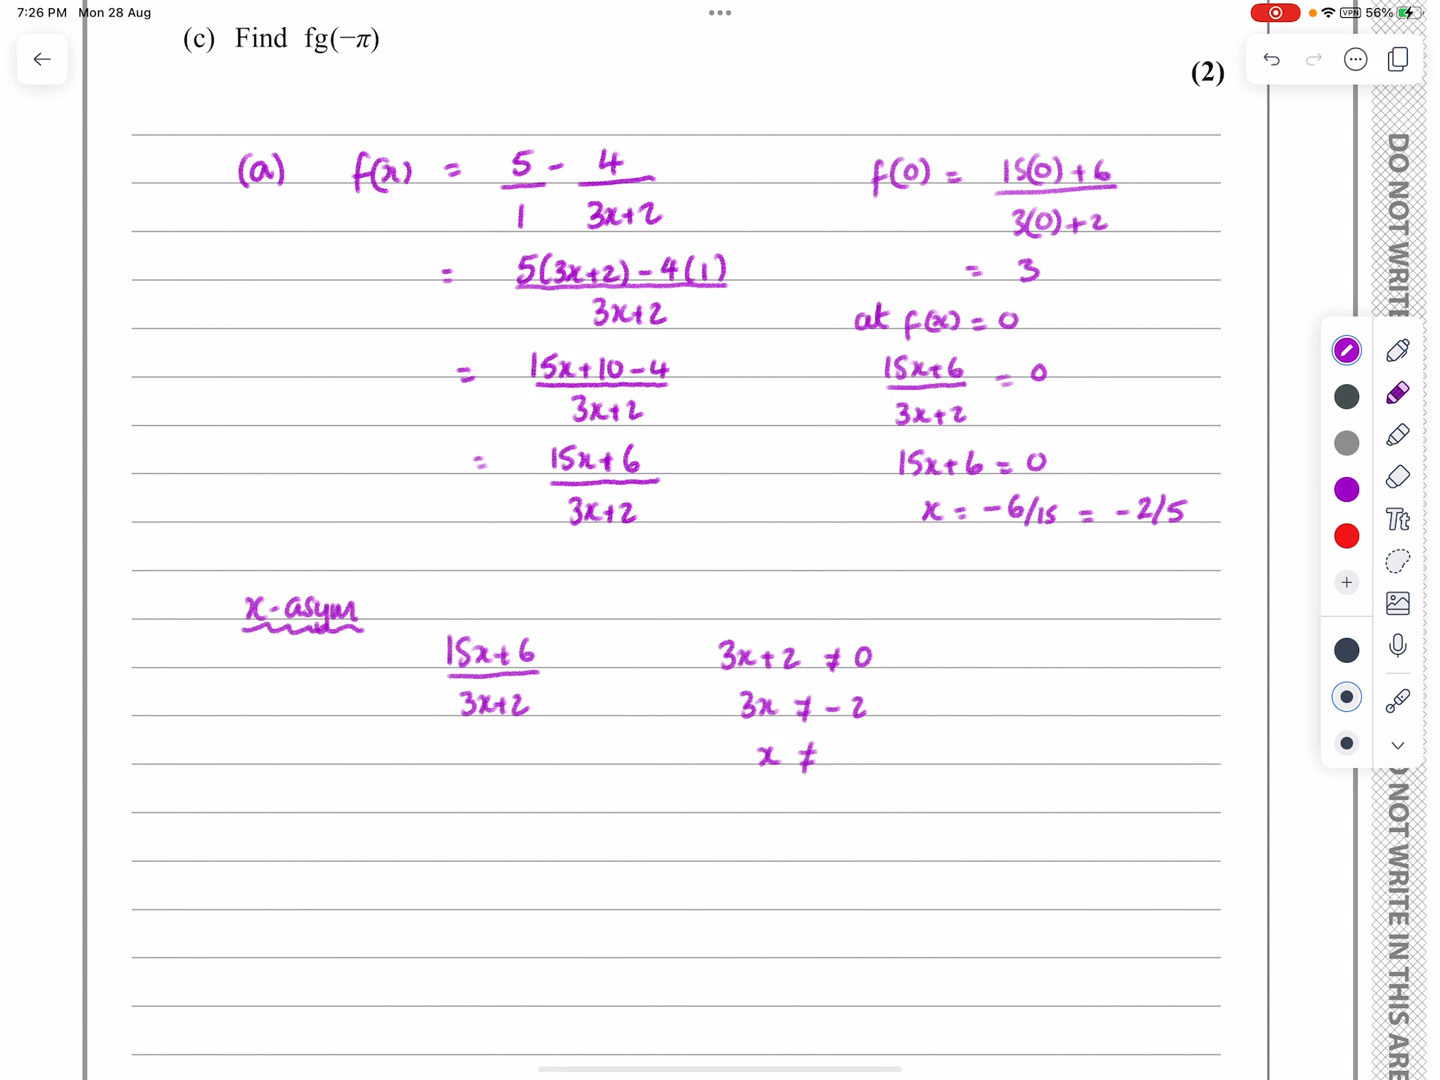 7:26 PM Mon 28 Aug
VPN 56%
(c) Find fg(−π)
(2)
(a) f(x) = 5/1 - 4/(3x+2)
= (5(3x+2) - 4(1))/(3x+2)
= (15x+10-4)/(3x+2)
= (15x+6)/(3x+2)
f(0) = (15(0)+6)/(3(0)+2)
= 3
at f(x) = 0
(15x+6)/(3x+2) = 0
15x+6 = 0
x = -6/15 = -2/5
x-asym
(15x+6)/(3x+2)
3x+2 ≠ 0
3x ≠ -2
x ≠
Tt
DO NOT WRITE
O NOT WRITE IN THIS ARE